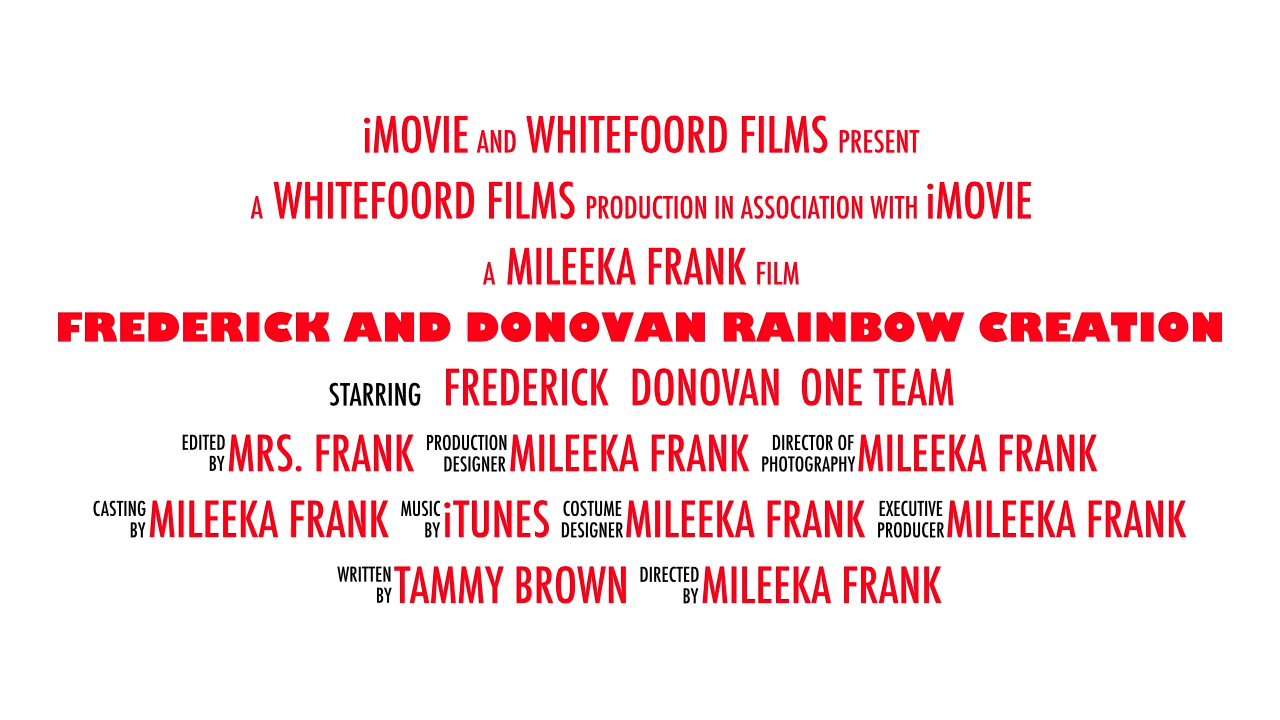 iMOVIE AND WHITEFOORD FILMS PRESENT
A WHITEFOORD FILMS PRODUCTION IN ASSOCIATION WITH iMOVIE
A MILEEKA FRANK FILM
FREDERICK AND DONOVAN RAINBOW CREATION
STARRING FREDERICK DONOVAN ONE TEAM
EDITED BY MRS. FRANK PRODUCTION DESIGNER MILEEKA FRANK DIRECTOR OF PHOTOGRAPHY MILEEKA FRANK
CASTING BY MILEEKA FRANK MUSIC BY iTUNES COSTUME DESIGNER MILEEKA FRANK EXECUTIVE PRODUCER MILEEKA FRANK
WRITTEN BY TAMMY BROWN DIRECTED BY MILEEKA FRANK